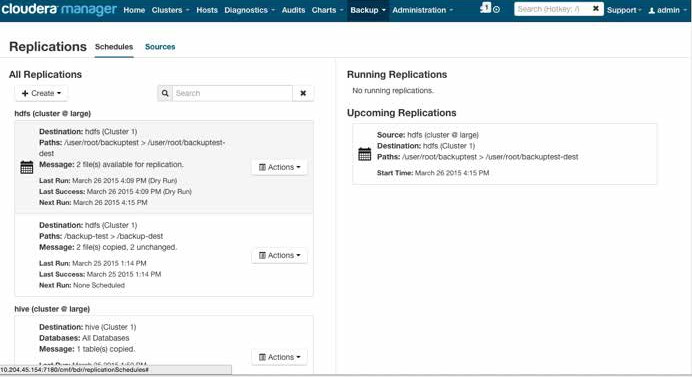 cloudera manager Home Clusters Hosts Diagnostics Audits Charts Backup Administration 1 Search (Hotkey: /) Support admin
Replications Schedules Sources
All Replications
+ Create Search
hdfs (cluster @ large)
Destination: hdfs (Cluster 1)
Paths: /user/root/backuptest > /user/root/backuptest-
dest
Message: 2 file(s) available for replication.
Actions
Last Run: March 26 2015 4:09 PM (Dry Run)
Last Success: March 26 2015 4:09 PM (Dry Run)
Next Run: March 26 2015 4:15 PM
Destination: hdfs (Cluster 1)
Paths: /backup-test > /backup-dest
Message: 2 file(s) copied, 2 unchanged.
Actions
Last Run: March 25 2015 1:14 PM
Last Success: March 25 2015 1:14 PM
Next Run: None Scheduled
hive (cluster @ large)
Destination: hive (Cluster 1)
Databases: All Databases
Message: 1 table(s) copied.
Actions
10.204.45.154:7180/cmf/bdr/replicationSchedules#
Running Replications
No running replications.
Upcoming Replications
Source: hdfs (cluster @ large)
Destination: hdfs (Cluster 1)
Paths: /user/root/backuptest > /user/root/backuptest-dest
Start Time: March 26 2015 4:15 PM